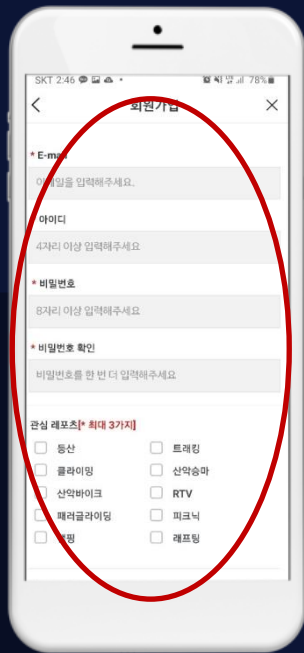 SKT 2:46 78%
회원가입
* E-mail
이메일을 입력해주세요.
아이디
4자리 이상 입력해주세요
* 비밀번호
8자리 이상 입력해주세요
* 비밀번호 확인
비밀번호를 한 번 더 입력해주세요
관심 레포츠[* 최대 3가지]
등산 트래킹
클라이밍 산악승마
산악바이크 RTV
패러글라이딩 피크닉
래프팅